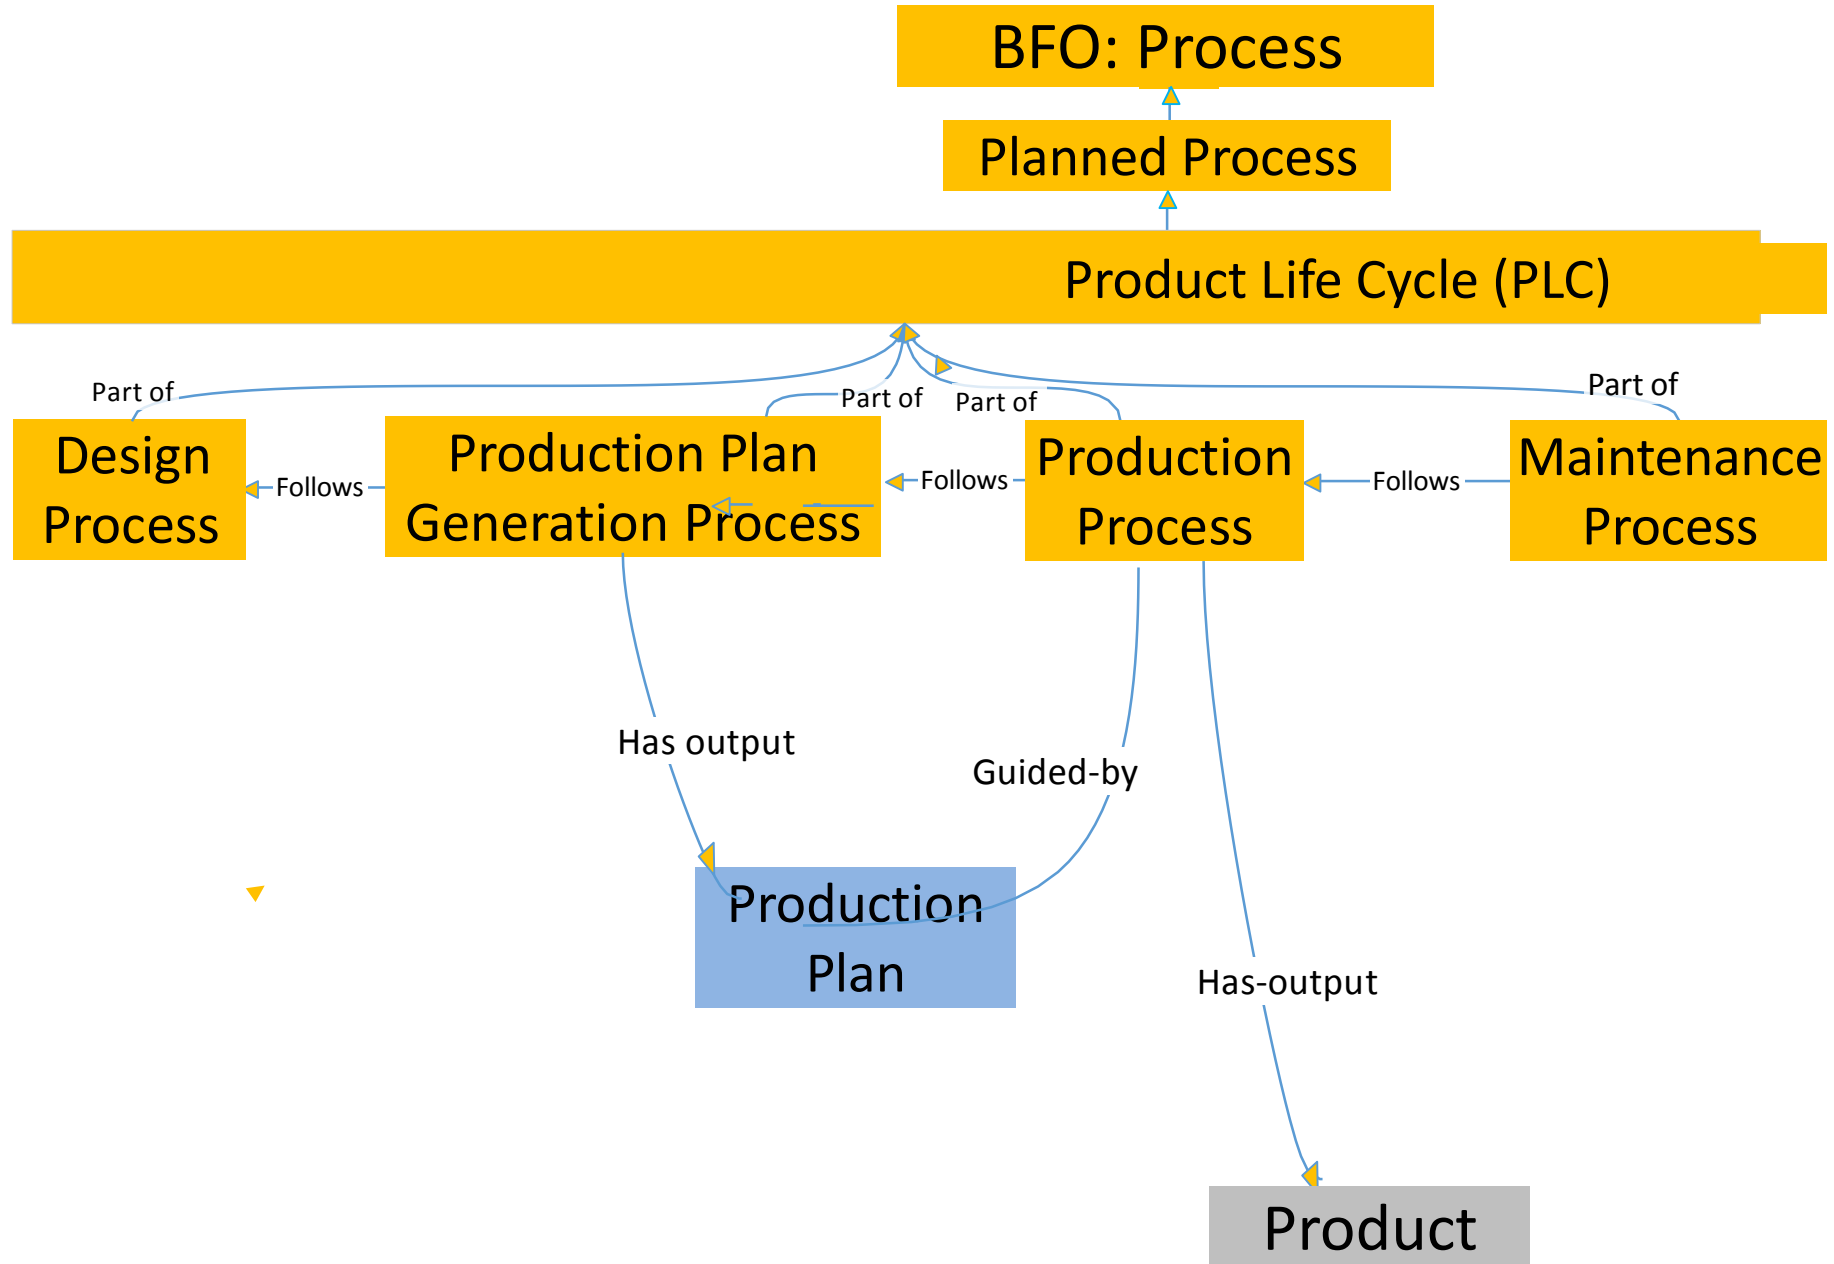 BFO: Process
Planned Process
Product Life Cycle (PLC)
Part of
Part of
Part of
Part of
Design
Process
Follows
Production Plan
Generation Process
Follows
Production
Process
Follows
Maintenance
Process
Has output
Guided-by
Production
Plan
Has-output
Product